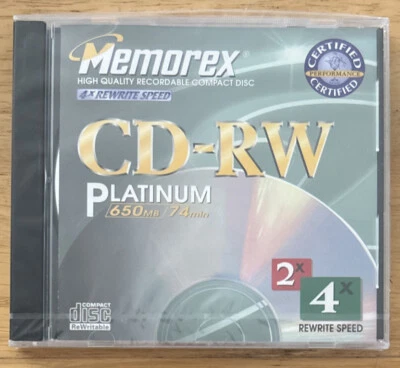 Memorex®
HIGH QUALITY RECORDABLE COMPACT DISC
4x REWRITE SPEED
CERTIFIED
PERFORMANCE
CERTIFIED
CD-RW
PLATINUM
650MB 74min
2x
4x
REWRITE SPEED
COMPACT
disc
ReWritable